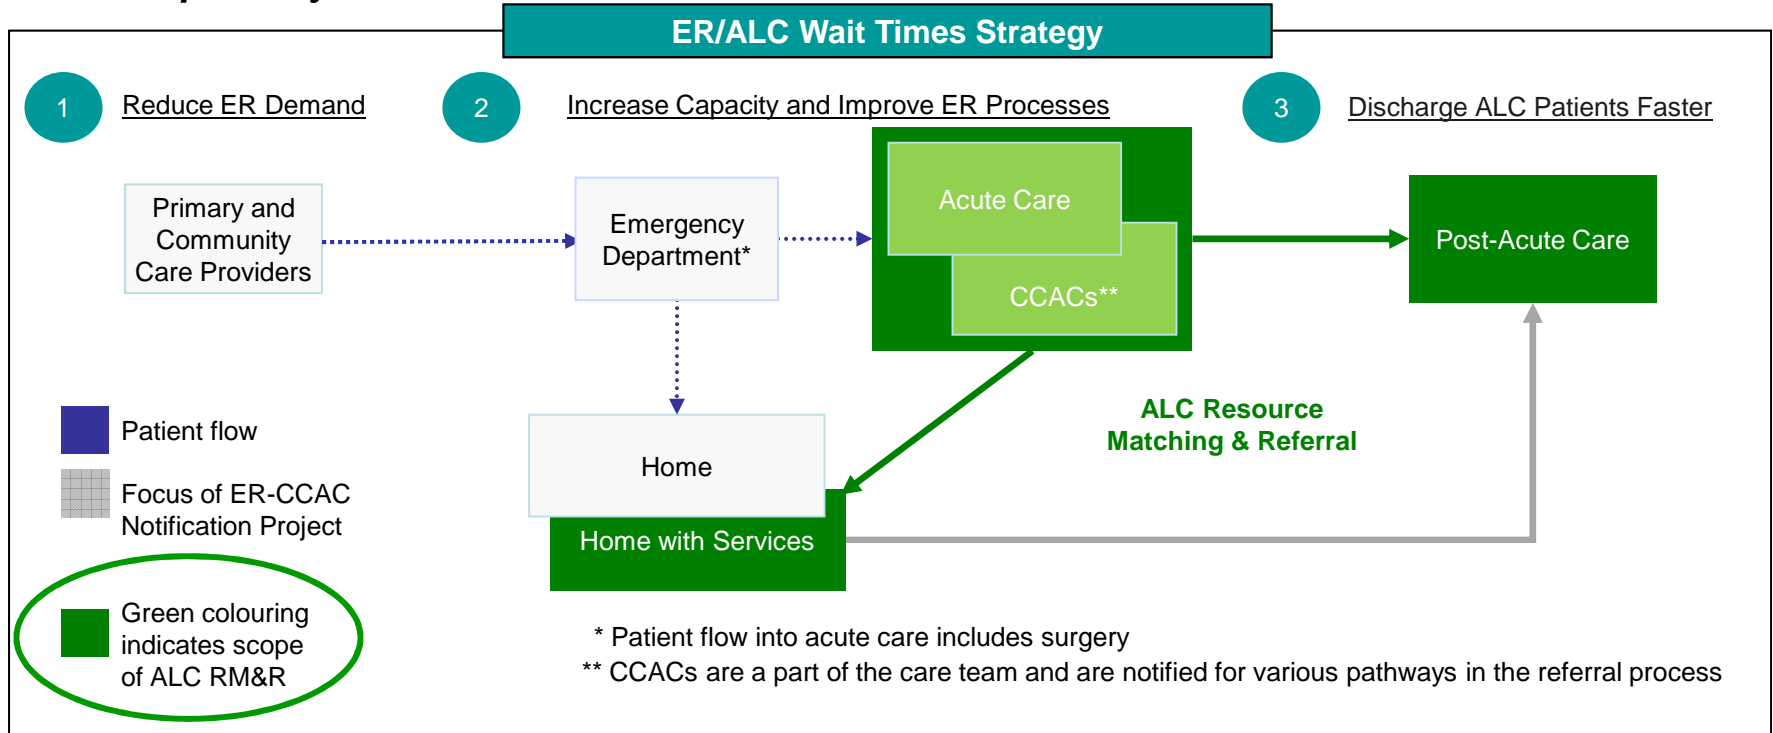 ER/ALC Wait Times Strategy
1
Reduce ER Demand
2
Increase Capacity and Improve ER Processes
3
Discharge ALC Patients Faster
Primary and
Community
Care Providers
Emergency
Department*
Acute Care
CCACs**
Post-Acute Care
Home
Home with Services
ALC Resource
Matching & Referral
Patient flow
Focus of ER-CCAC
Notification Project
Green colouring
indicates scope
of ALC RM&R
* Patient flow into acute care includes surgery
** CCACs are a part of the care team and are notified for various pathways in the referral process